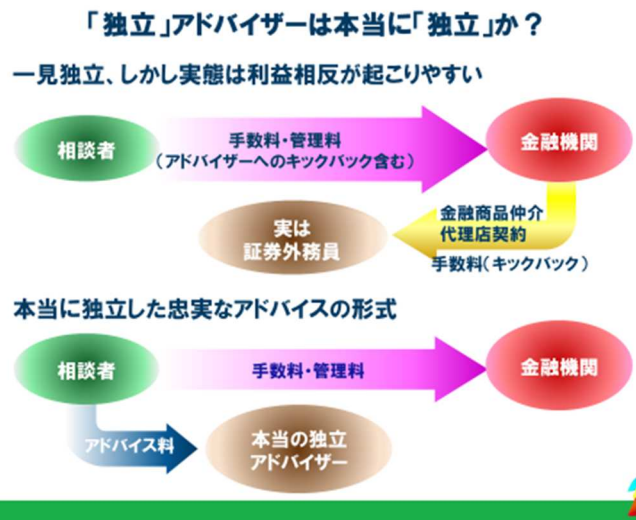 「独立」アドバイザーは本当に「独立」か？
一見独立、しかし実態は利益相反が起こりやすい
相談者
手数料・管理料
（アドバイザーへのキックバック含む）
金融機関
金融商品仲介
代理店契約
手数料（キックバック）
実は
証券外務員
本当に独立した忠実なアドバイスの形式
相談者
手数料・管理料
金融機関
アドバイス料
本当の独立
アドバイザー